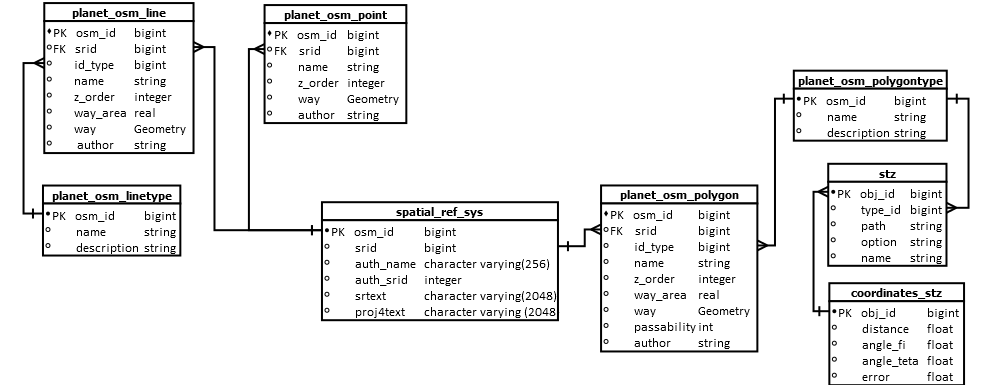 planet_osm_line
PK osm_id bigint
FK srid bigint
id_type bigint
name string
z_order integer
way_area real
way Geometry
author string
planet_osm_point
PK osm_id bigint
FK srid bigint
name string
z_order integer
way Geometry
author string
planet_osm_linetype
PK osm_id bigint
name string
description string
spatial_ref_sys
PK osm_id bigint
srid bigint
auth_name character varying(256)
auth_srid integer
srtext character varying(2048)
proj4text character varying (2048
planet_osm_polygon
PK osm_id bigint
FK srid bigint
id_type bigint
name string
z_order integer
way_area real
way Geometry
passability int
author string
planet_osm_polygontype
PK osm_id bigint
name string
description string
stz
PK obj_id bigint
type_id bigint
path string
option string
name string
coordinates_stz
PK obj_id bigint
distance float
angle_fi float
angle_teta float
error float